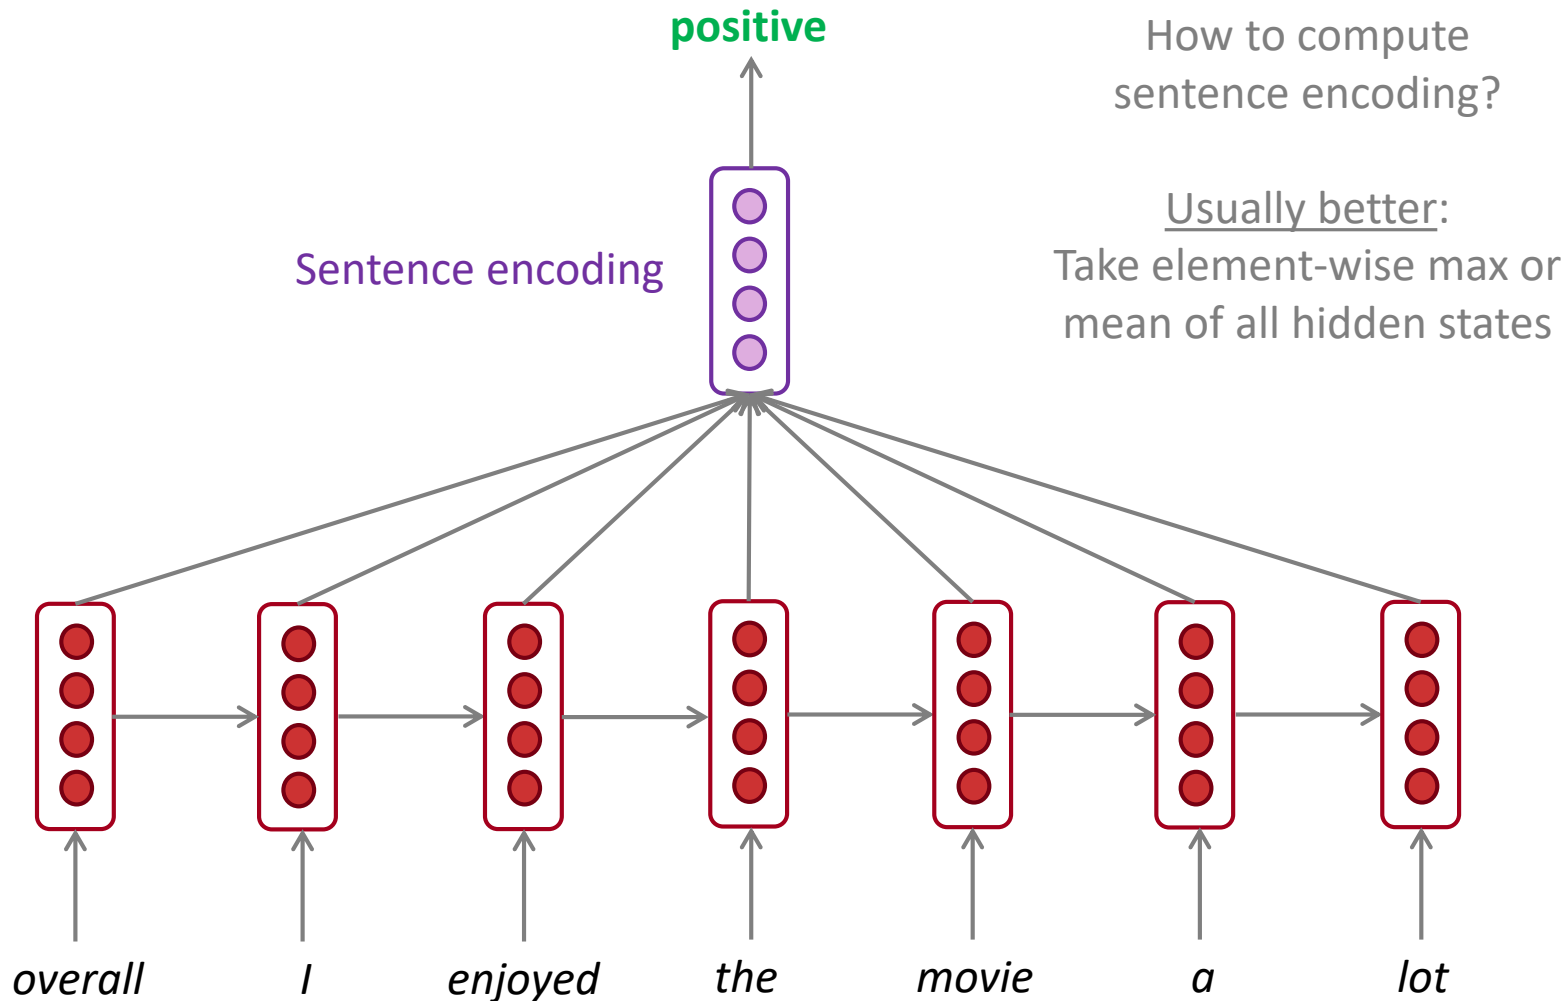 positive
How to compute
sentence encoding?
Usually better:
Take element-wise max or
mean of all hidden states
Sentence encoding
overall I enjoyed the movie a lot